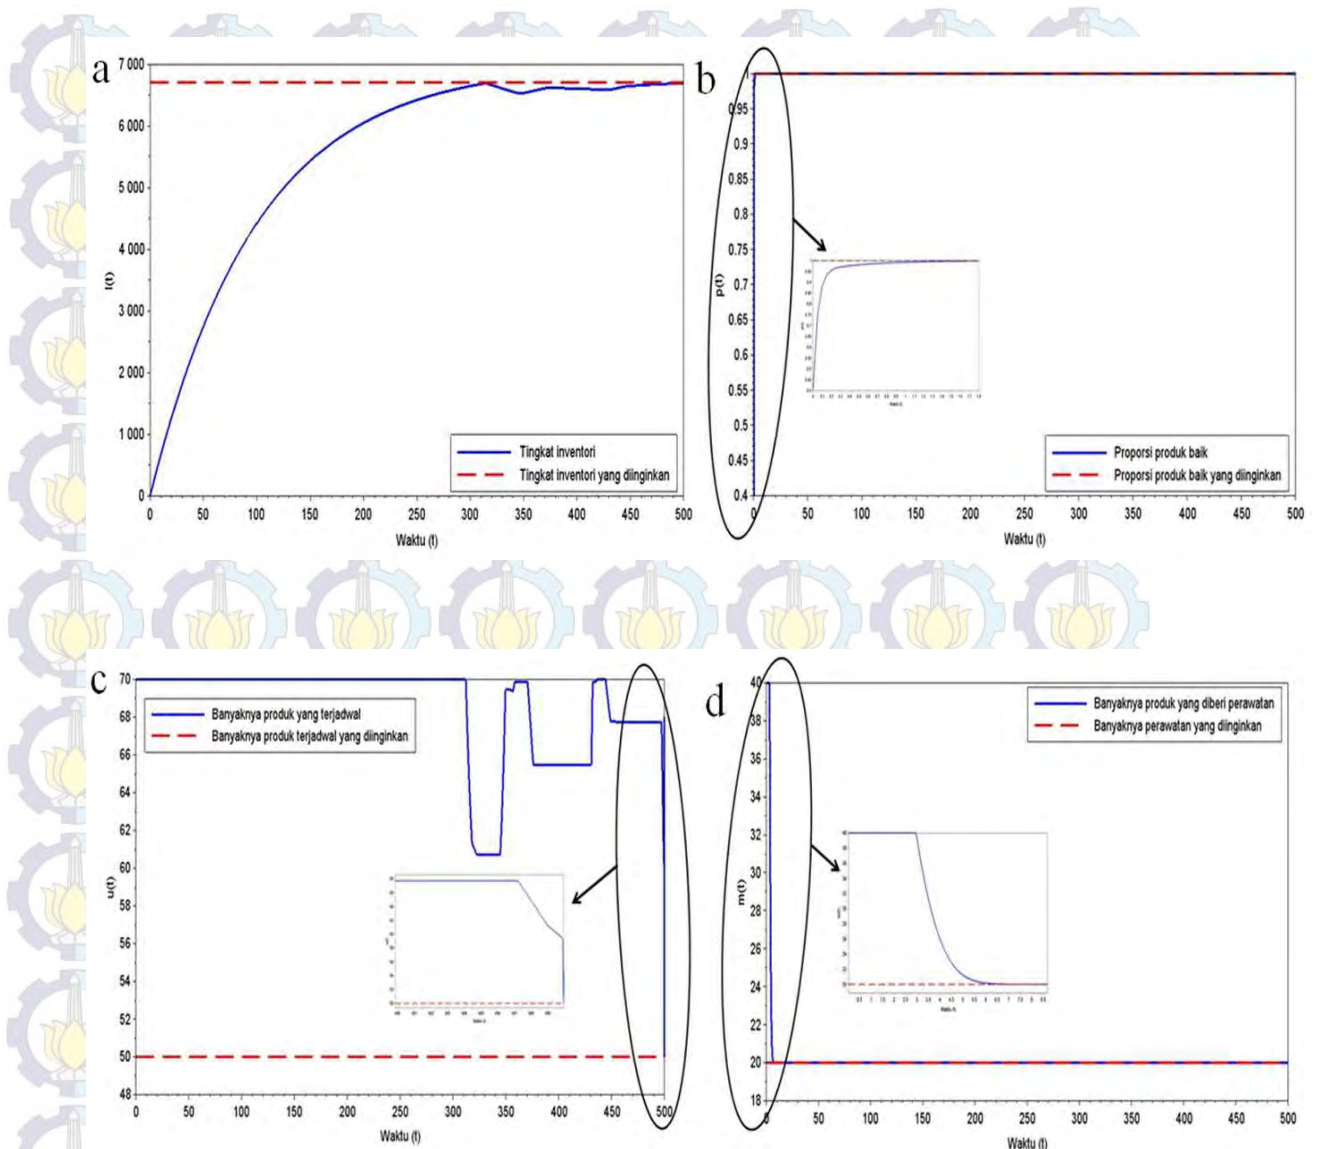 a
7 000
6 000
5 000
4 000
3 000
2 000
1 000
0
I(t)
Tingkat inventori
Tingkat inventori yang diinginkan
0 50 100 150 200 250 300 350 400 450 500
Waktu (t)
b
1
0.95
0.9
0.85
0.8
0.75
0.7
0.65
0.6
0.55
0.5
0.45
0.4
p(t)
Proporsi produk baik
Proporsi produk baik yang diinginkan
0 50 100 150 200 250 300 350 400 450 500
Waktu (t)
c
70
68
66
64
62
60
58
56
54
52
50
48
u(t)
Banyaknya produk yang terjadwal
Banyaknya produk terjadwal yang diinginkan
0 50 100 150 200 250 300 350 400 450 500
Waktu (t)
d
40
38
36
34
32
30
28
26
24
22
20
18
m(t)
Banyaknya produk yang diberi perawatan
Banyaknya perawatan yang diinginkan
0 50 100 150 200 250 300 350 400 450 500
Waktu (t)